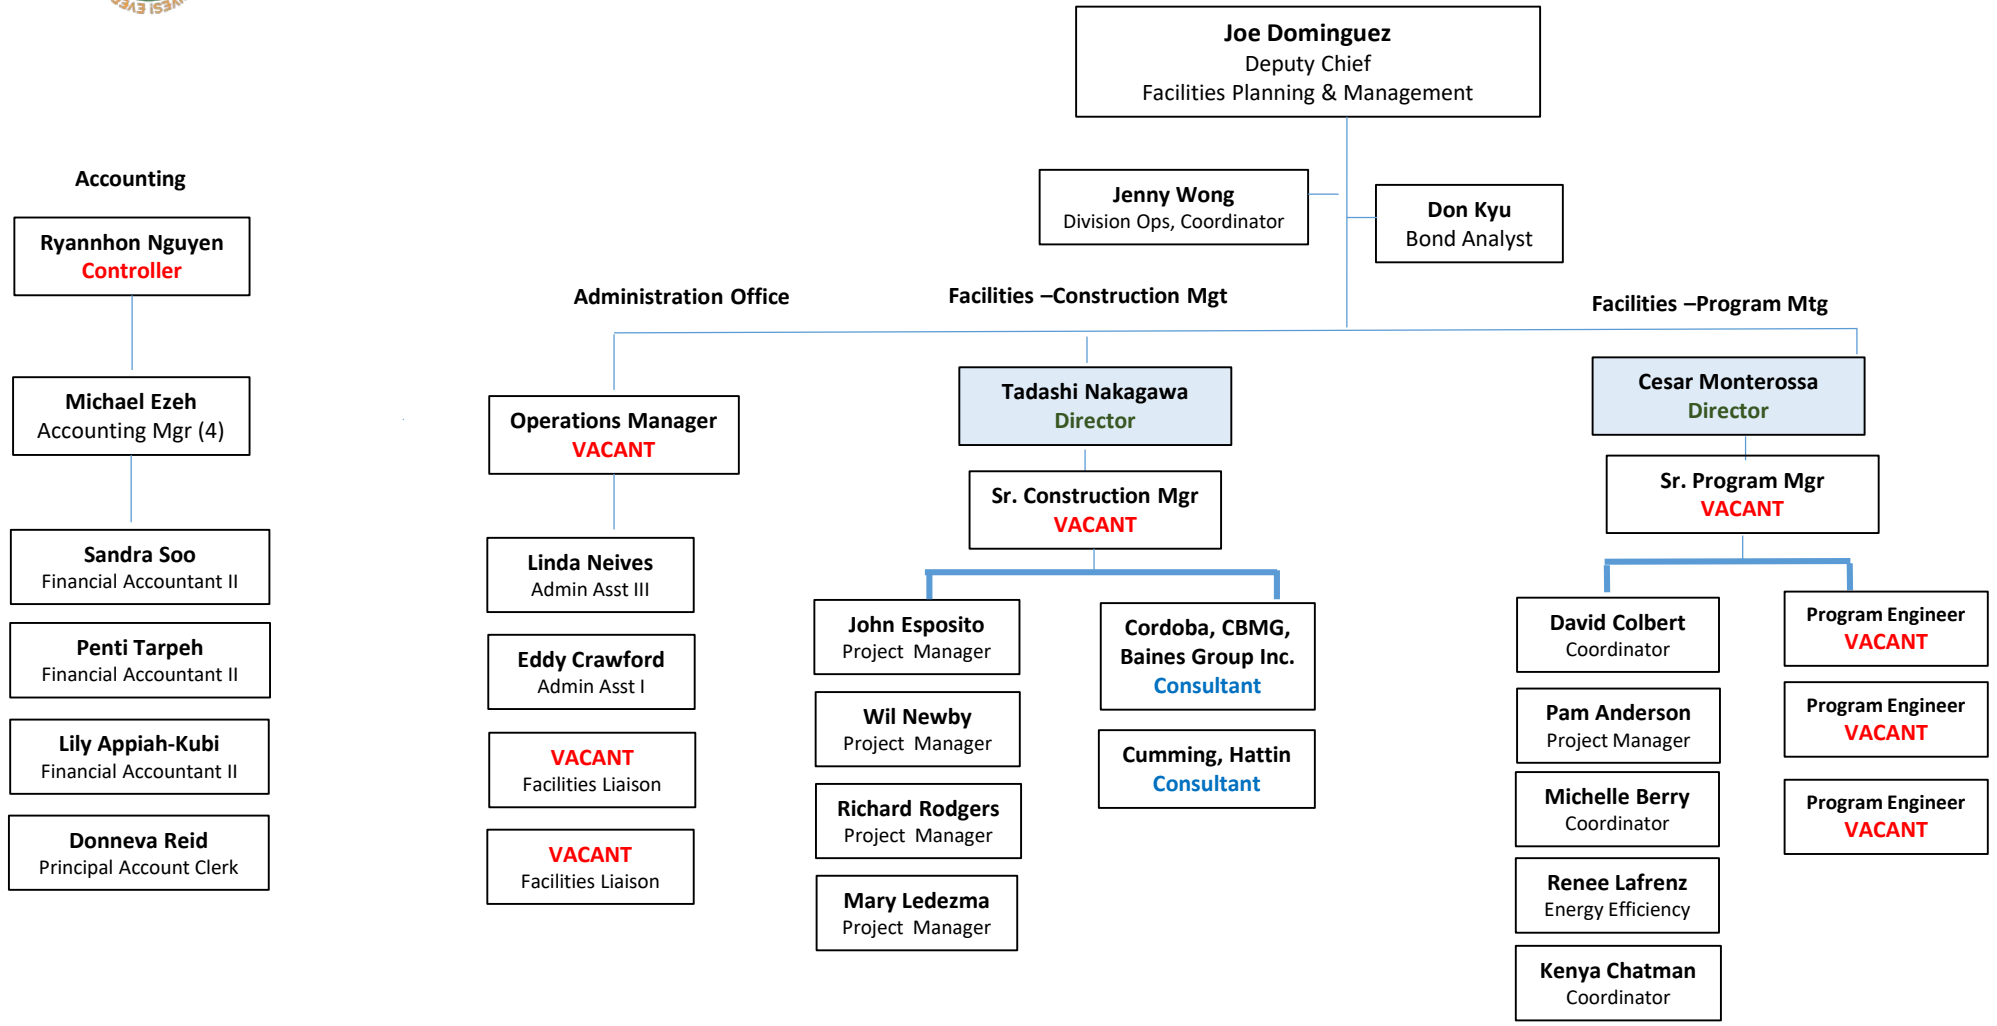 Joe Dominguez
Deputy Chief
Facilities Planning & Management
Jenny Wong
Division Ops, Coordinator
Don Kyu
Bond Analyst
Accounting
Ryannhon Nguyen
Controller
Michael Ezeh
Accounting Mgr (4)
Sandra Soo
Financial Accountant II
Penti Tarpeh
Financial Accountant II
Lily Appiah-Kubi
Financial Accountant II
Donneva Reid
Principal Account Clerk
Administration Office
Operations Manager
VACANT
Linda Neives
Admin Asst III
Eddy Crawford
Admin Asst I
VACANT
Facilities Liaison
VACANT
Facilities Liaison
Facilities –Construction Mgt
Tadashi Nakagawa
Director
Sr. Construction Mgr
VACANT
John Esposito
Project Manager
Wil Newby
Project Manager
Richard Rodgers
Project Manager
Mary Ledezma
Project Manager
Cordoba, CBMG,
Baines Group Inc.
Consultant
Cumming, Hattin
Consultant
Facilities –Program Mtg
Cesar Monterossa
Director
Sr. Program Mgr
VACANT
David Colbert
Coordinator
Pam Anderson
Project Manager
Michelle Berry
Coordinator
Renee Lafrenz
Energy Efficiency
Kenya Chatman
Coordinator
Program Engineer
VACANT
Program Engineer
VACANT
Program Engineer
VACANT